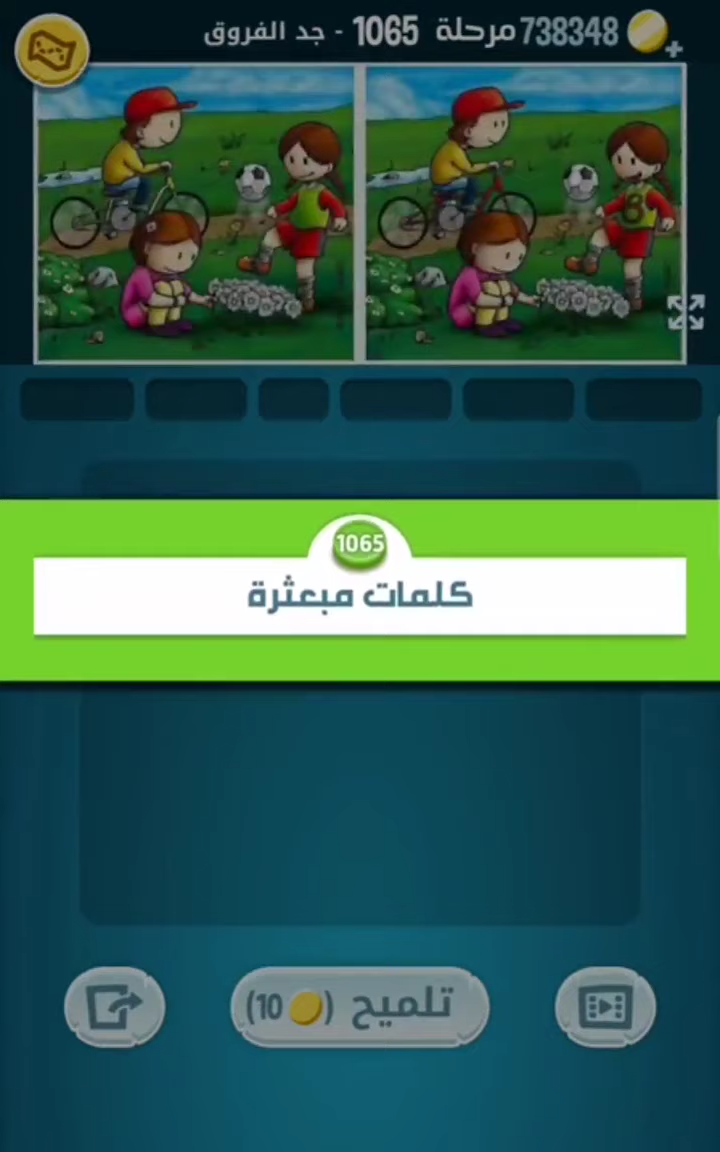 738348 مرحلة 1065 - جد الفروق
8
1065
كلمات مبعثرة
تلميح (10)